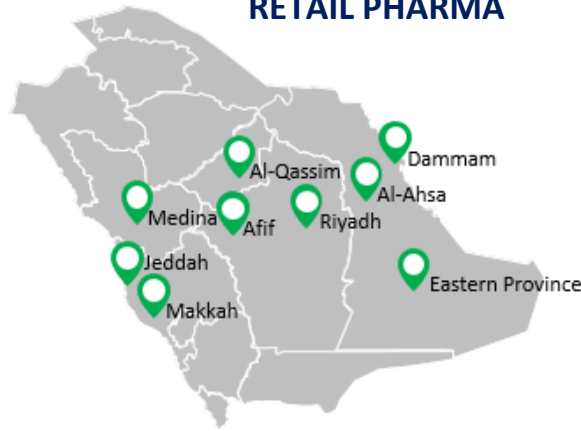 RETAIL PHARMA
Dammam
Al-Qassim
Al-Ahsa
Medina
Afif
Riyadh
Jeddah
Eastern Province
Makkah